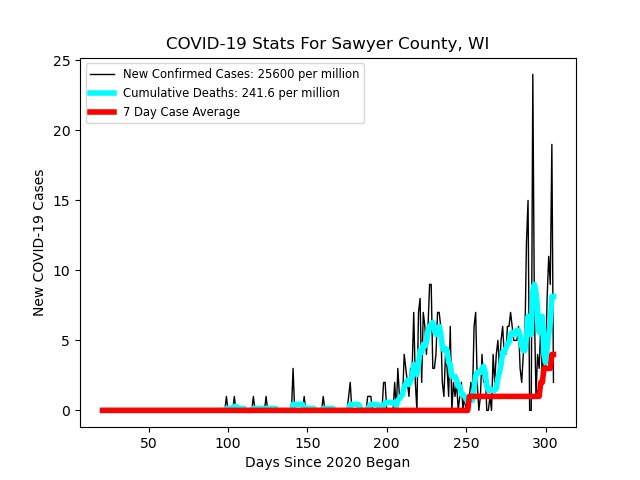 COVID-19 Stats For Sawyer County, WI
New Confirmed Cases: 25600 per million
Cumulative Deaths: 241.6 per million
7 Day Case Average
New COVID-19 Cases
25
20
15
10
5
0
50 100 150 200 250 300
Days Since 2020 Began